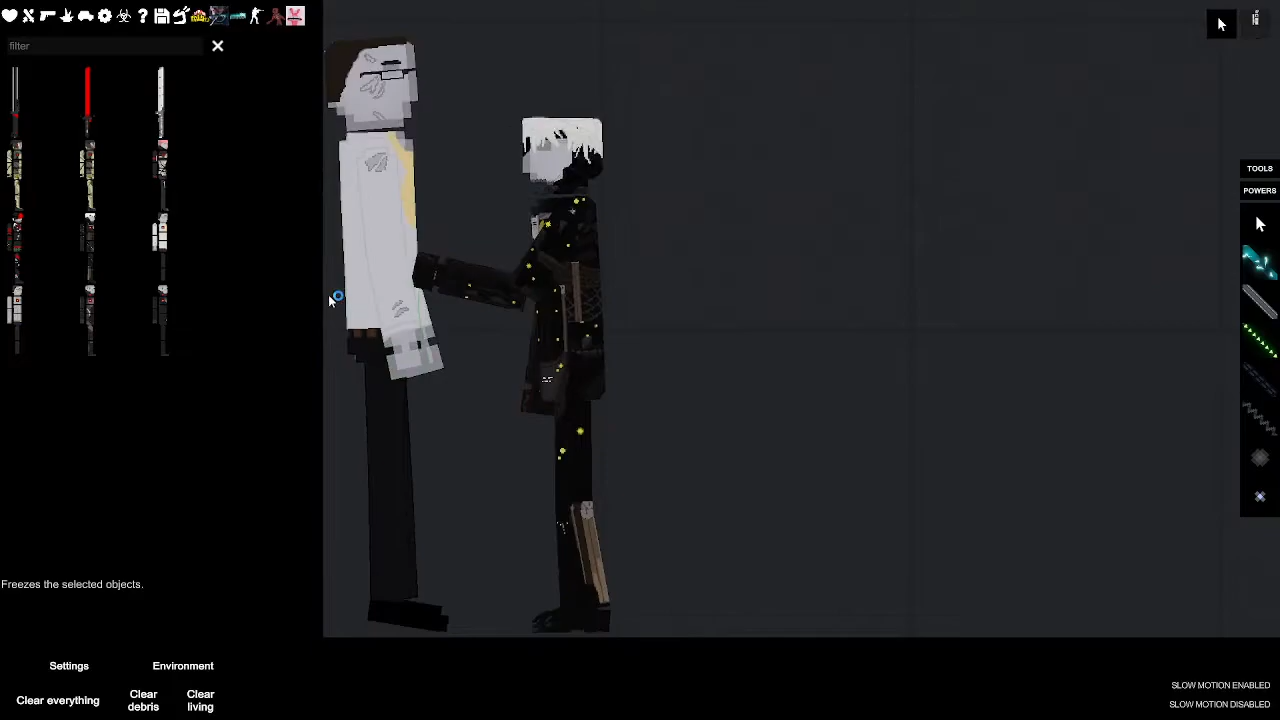 filter
TOOLS
POWERS
Freezes the selected objects.
Settings
Environment
Clear everything
Clear
debris
Clear
living
SLOW MOTION ENABLED
SLOW MOTION DISABLED